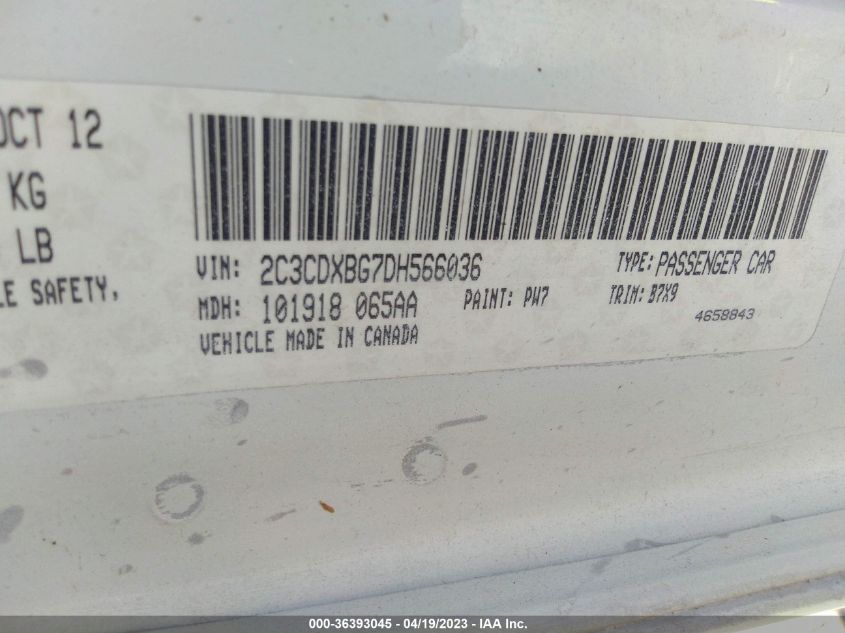 OCT 12
KG
LB
LE SAFETY.
VIN: 2C3CDXBG7DH566036 TYPE: PASSENGER CAR
MDH: 101918 065AA PAINT: PW7 TRIM: B7X9
4658843
VEHICLE MADE IN CANADA
000-36393045 - 04/19/2023 - IAA Inc.